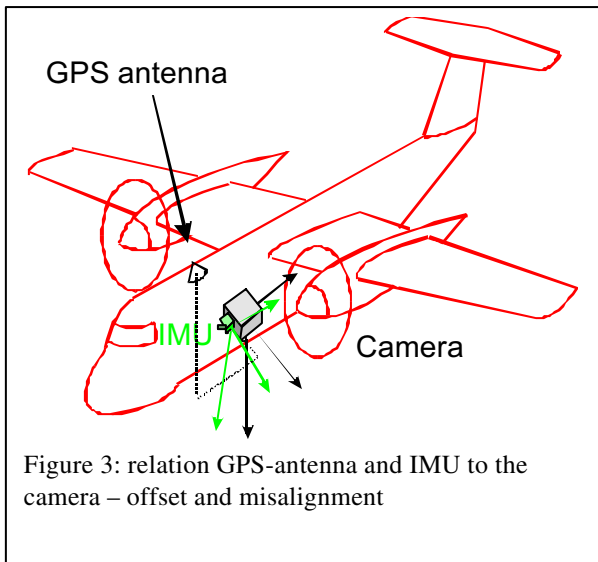 GPS antenna
IMU
Camera
Figure 3: relation GPS-antenna and IMU to the
camera – offset and misalignment